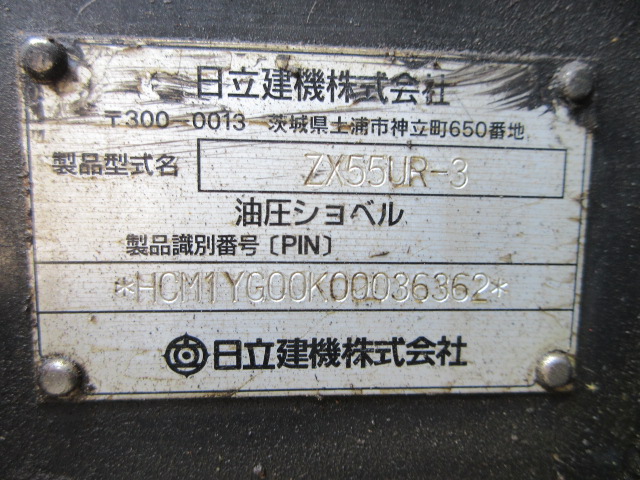 日立建機株式会社
〒300-0013 茨城県土浦市神立町650番地
製品型式名 ZX55UR-3
油圧ショベル
製品識別番号〔PIN〕
*HCM1YG00K00036362*
日立建機株式会社